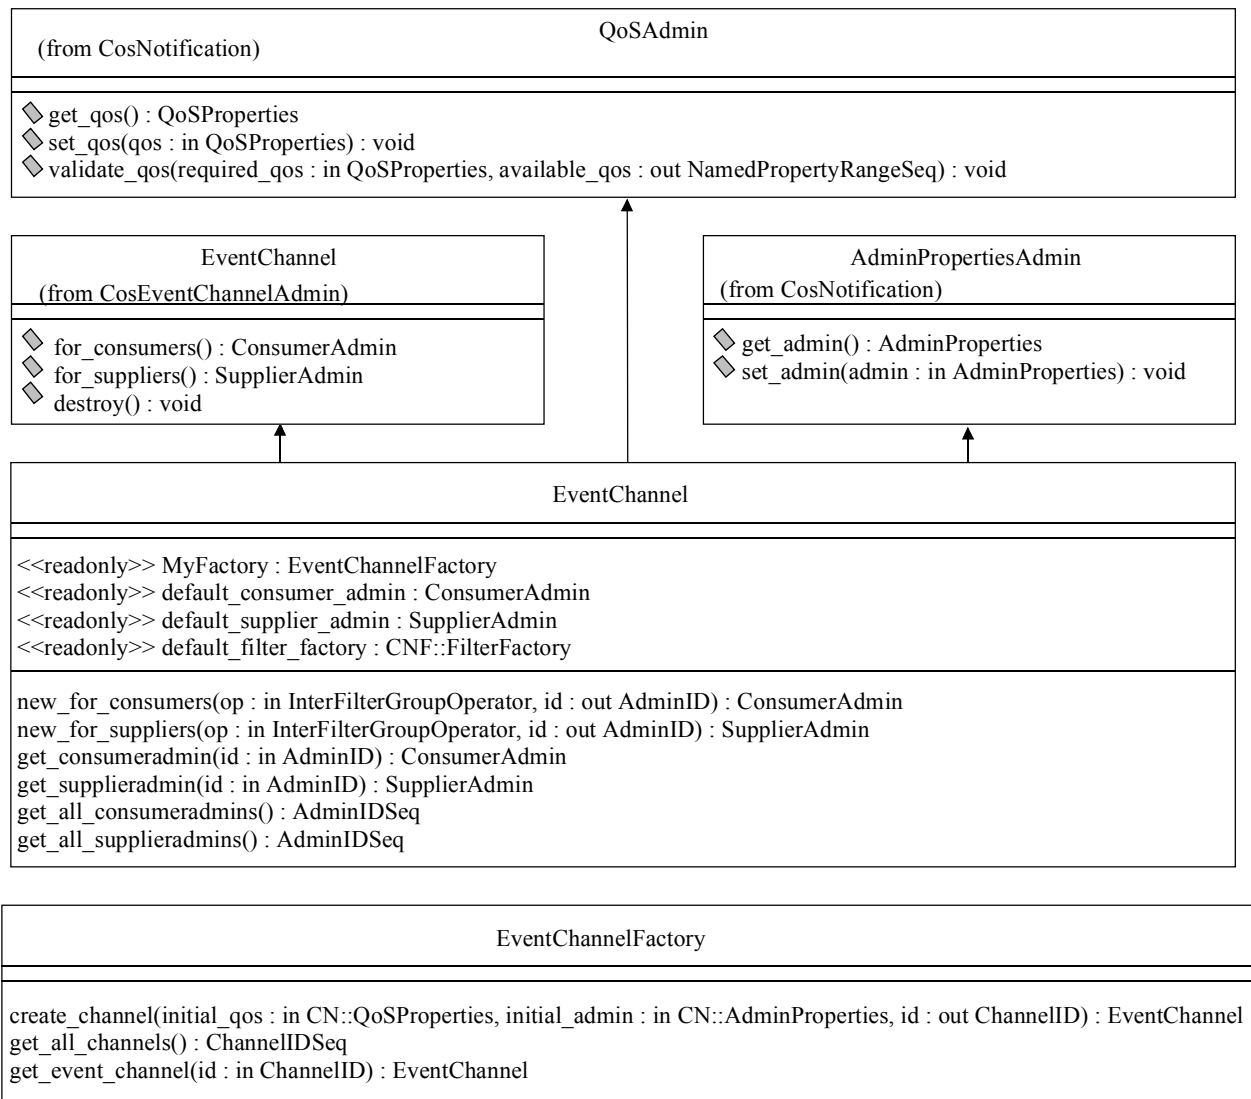 QoSAdmin
(from CosNotification)
get_qos() : QoSProperties
set_qos(qos : in QoSProperties) : void
validate_qos(required_qos : in QoSProperties, available_qos : out NamedPropertyRangeSeq) : void
EventChannel
(from CosEventChannelAdmin)
for_consumers() : ConsumerAdmin
for_suppliers() : SupplierAdmin
destroy() : void
AdminPropertiesAdmin
(from CosNotification)
get_admin() : AdminProperties
set_admin(admin : in AdminProperties) : void
EventChannel
<<readonly>> MyFactory : EventChannelFactory
<<readonly>> default_consumer_admin : ConsumerAdmin
<<readonly>> default_supplier_admin : SupplierAdmin
<<readonly>> default_filter_factory : CNF::FilterFactory
new_for_consumers(op : in InterFilterGroupOperator, id : out AdminID) : ConsumerAdmin
new_for_suppliers(op : in InterFilterGroupOperator, id : out AdminID) : SupplierAdmin
get_consumeradmin(id : in AdminID) : ConsumerAdmin
get_supplieradmin(id : in AdminID) : SupplierAdmin
get_all_consumeradmins() : AdminIDSeq
get_all_supplieradmins() : AdminIDSeq
EventChannelFactory
create_channel(initial_qos : in CN::QoSProperties, initial_admin : in CN::AdminProperties, id : out ChannelID) : EventChannel
get_all_channels() : ChannelIDSeq
get_event_channel(id : in ChannelID) : EventChannel